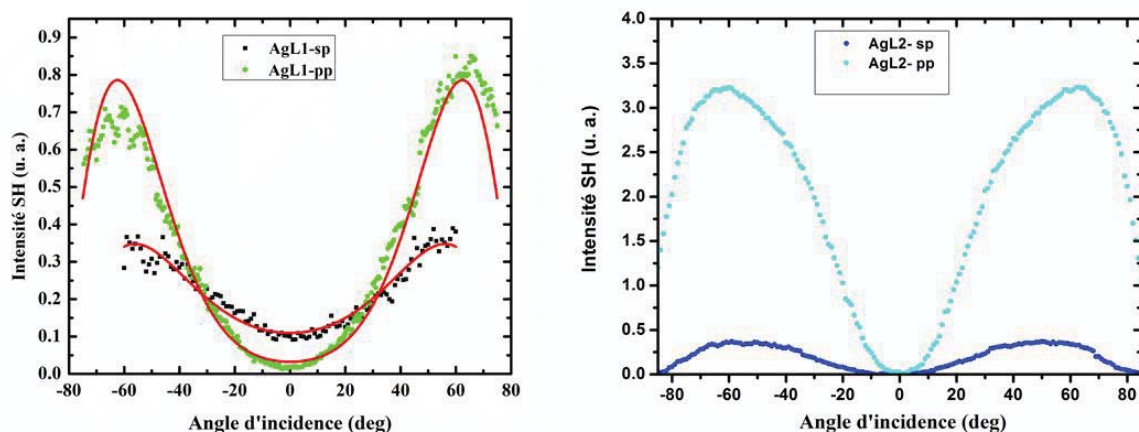 AgL1-sp
AgL1-pp
0.9
0.8
0.7
0.6
0.5
0.4
0.3
0.2
0.1
0.0
Intensité SH (u. a.)
-80 -60 -40 -20 0 20 40 60 80
Angle d'incidence (deg)
AgL2- sp
AgL2- pp
4.0
3.5
3.0
2.5
2.0
1.5
1.0
0.5
0.0
Intensité SH (u. a.)
-80 -60 -40 -20 0 20 40 60 80
Angle d'incidence (deg)